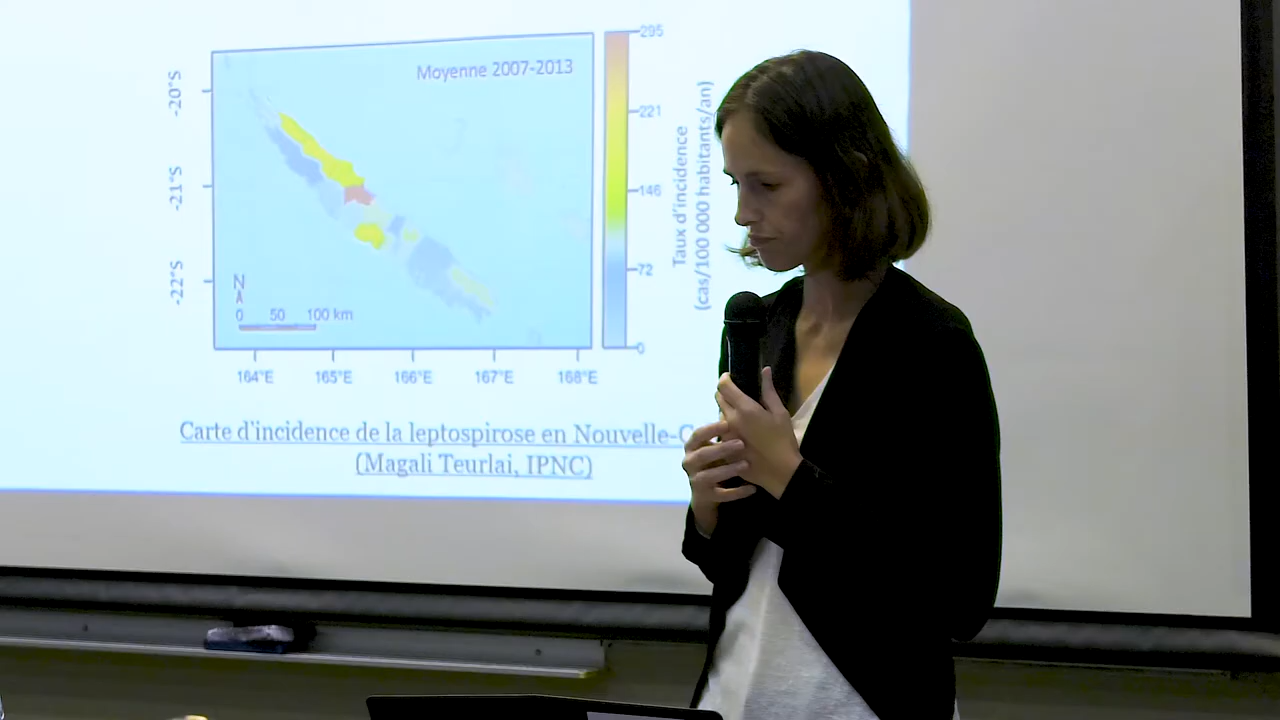 Moyenne 2007-2013
-20°S
-21°S
-22°S
N
0 50 100 km
164°E 165°E 166°E 167°E 168°E
295
221
146
72
0
Taux d'incidence
(cas/100 000 habitants/an)
Carte d'incidence de la leptospirose en Nouvelle-C
(Magali Teurlai, IPNC)